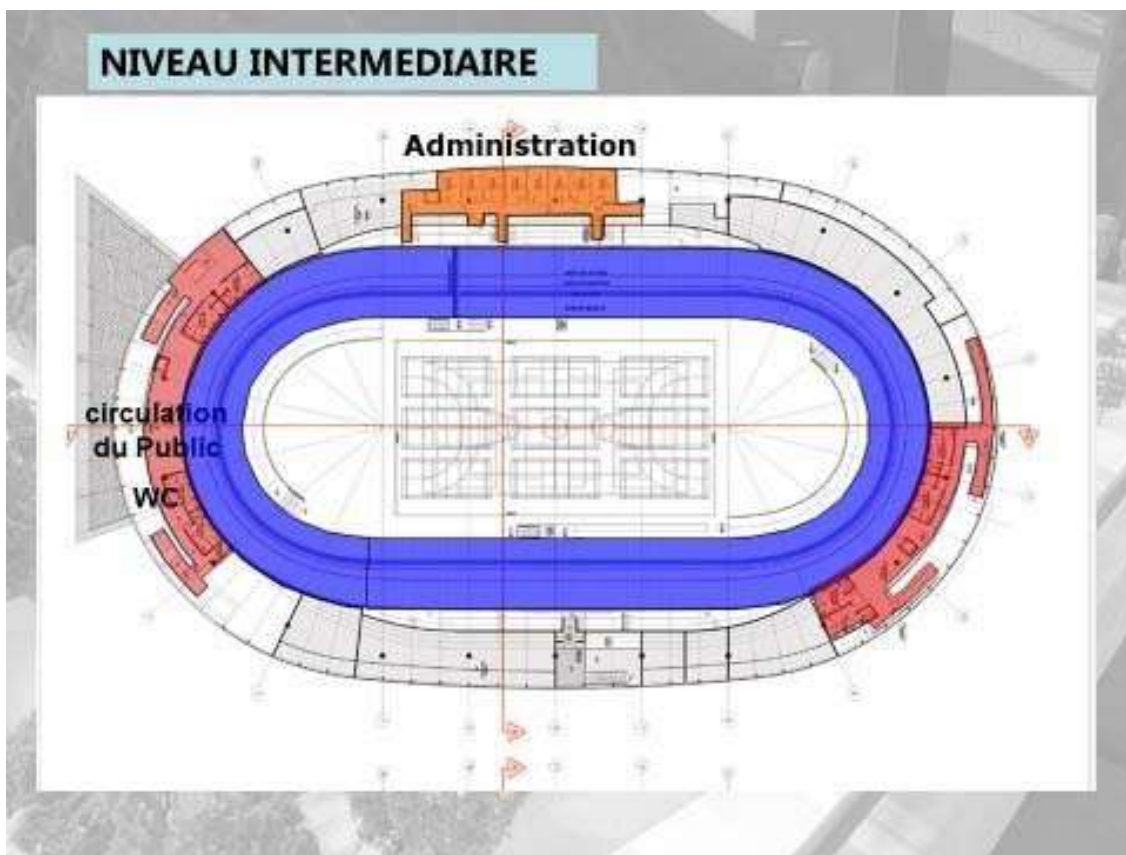 NIVEAU INTERMEDIAIRE
Administration
circulation
du Public
WC